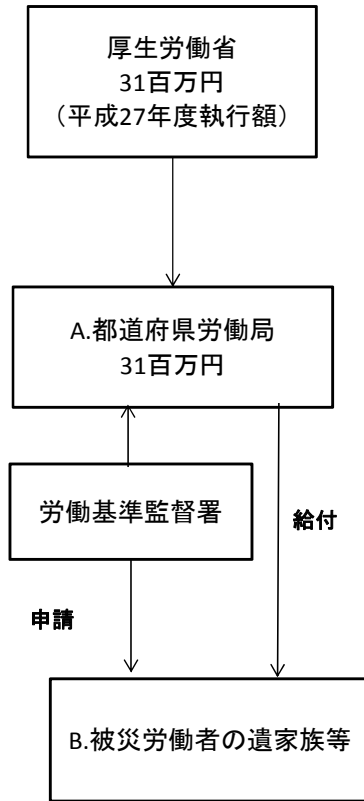 厚生労働省
31百万円
（平成27年度執行額）
A.都道府県労働局
31百万円
労働基準監督署
給付
申請
B.被災労働者の遺家族等